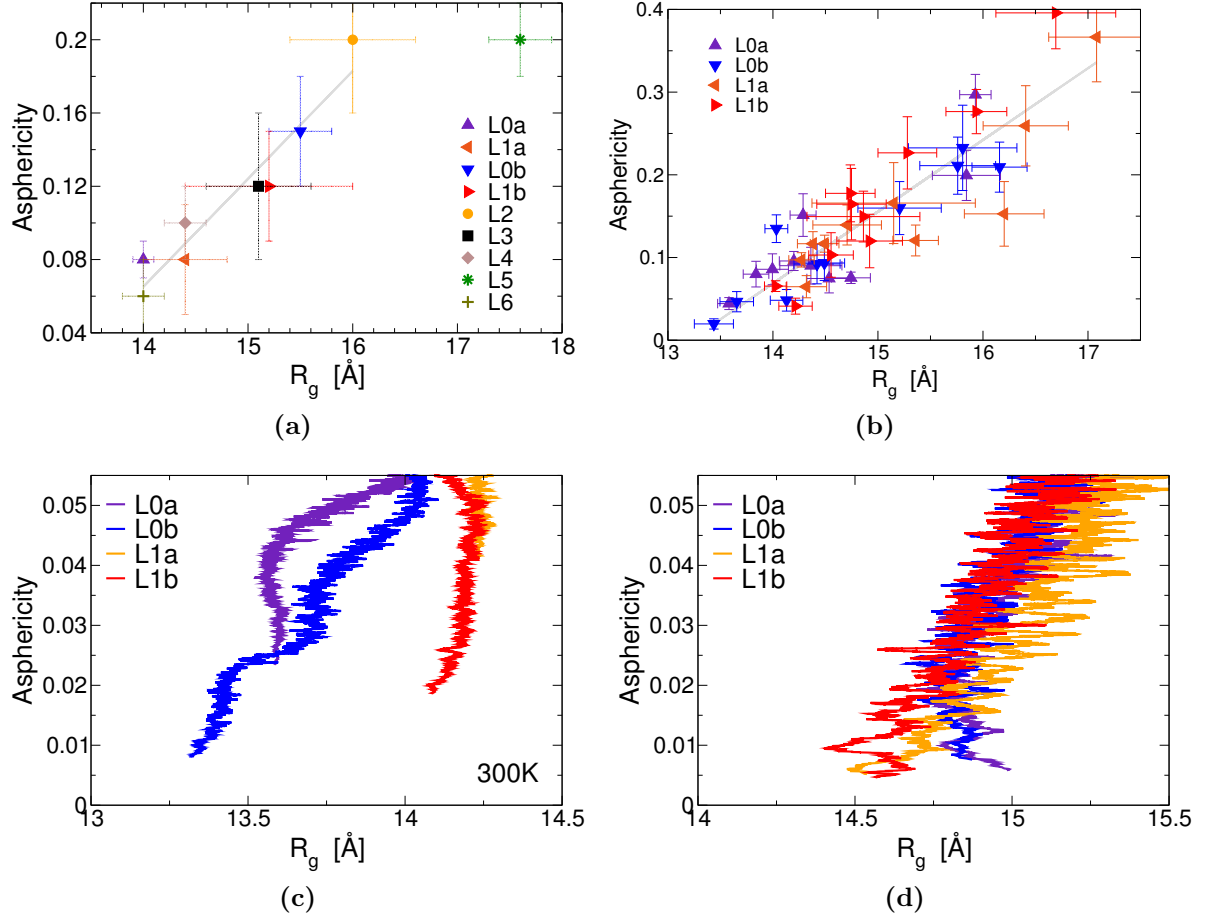 Asphericity
0.2
0.16
0.12
0.08
0.04
14
15
16
17
18
R_g [Å]
L0a
L1a
L0b
L1b
L2
L3
L4
L5
L6
(a)
Asphericity
0.4
0.3
0.2
0.1
0
13
14
15
16
17
R_g [Å]
L0a
L0b
L1a
L1b
(b)
Asphericity
0.05
0.04
0.03
0.02
0.01
0
13
13.5
14
14.5
R_g [Å]
L0a
L0b
L1a
L1b
300K
(c)
Asphericity
0.05
0.04
0.03
0.02
0.01
0
14
14.5
15
15.5
R_g [Å]
L0a
L0b
L1a
L1b
(d)